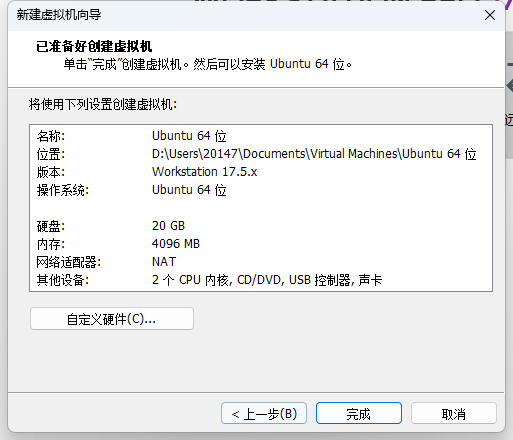 新建虚拟机向导
已准备好创建虚拟机
单击“完成”创建虚拟机。然后可以安装 Ubuntu 64 位。
将使用下列设置创建虚拟机:
名称: Ubuntu 64 位
位置: D:\Users\20147\Documents\Virtual Machines\Ubuntu 64 位
版本: Workstation 17.5.x
操作系统: Ubuntu 64 位
硬盘: 20 GB
内存: 4096 MB
网络适配器: NAT
其他设备: 2 个 CPU 内核, CD/DVD, USB 控制器, 声卡
自定义硬件(C)...
< 上一步(B) 完成 取消